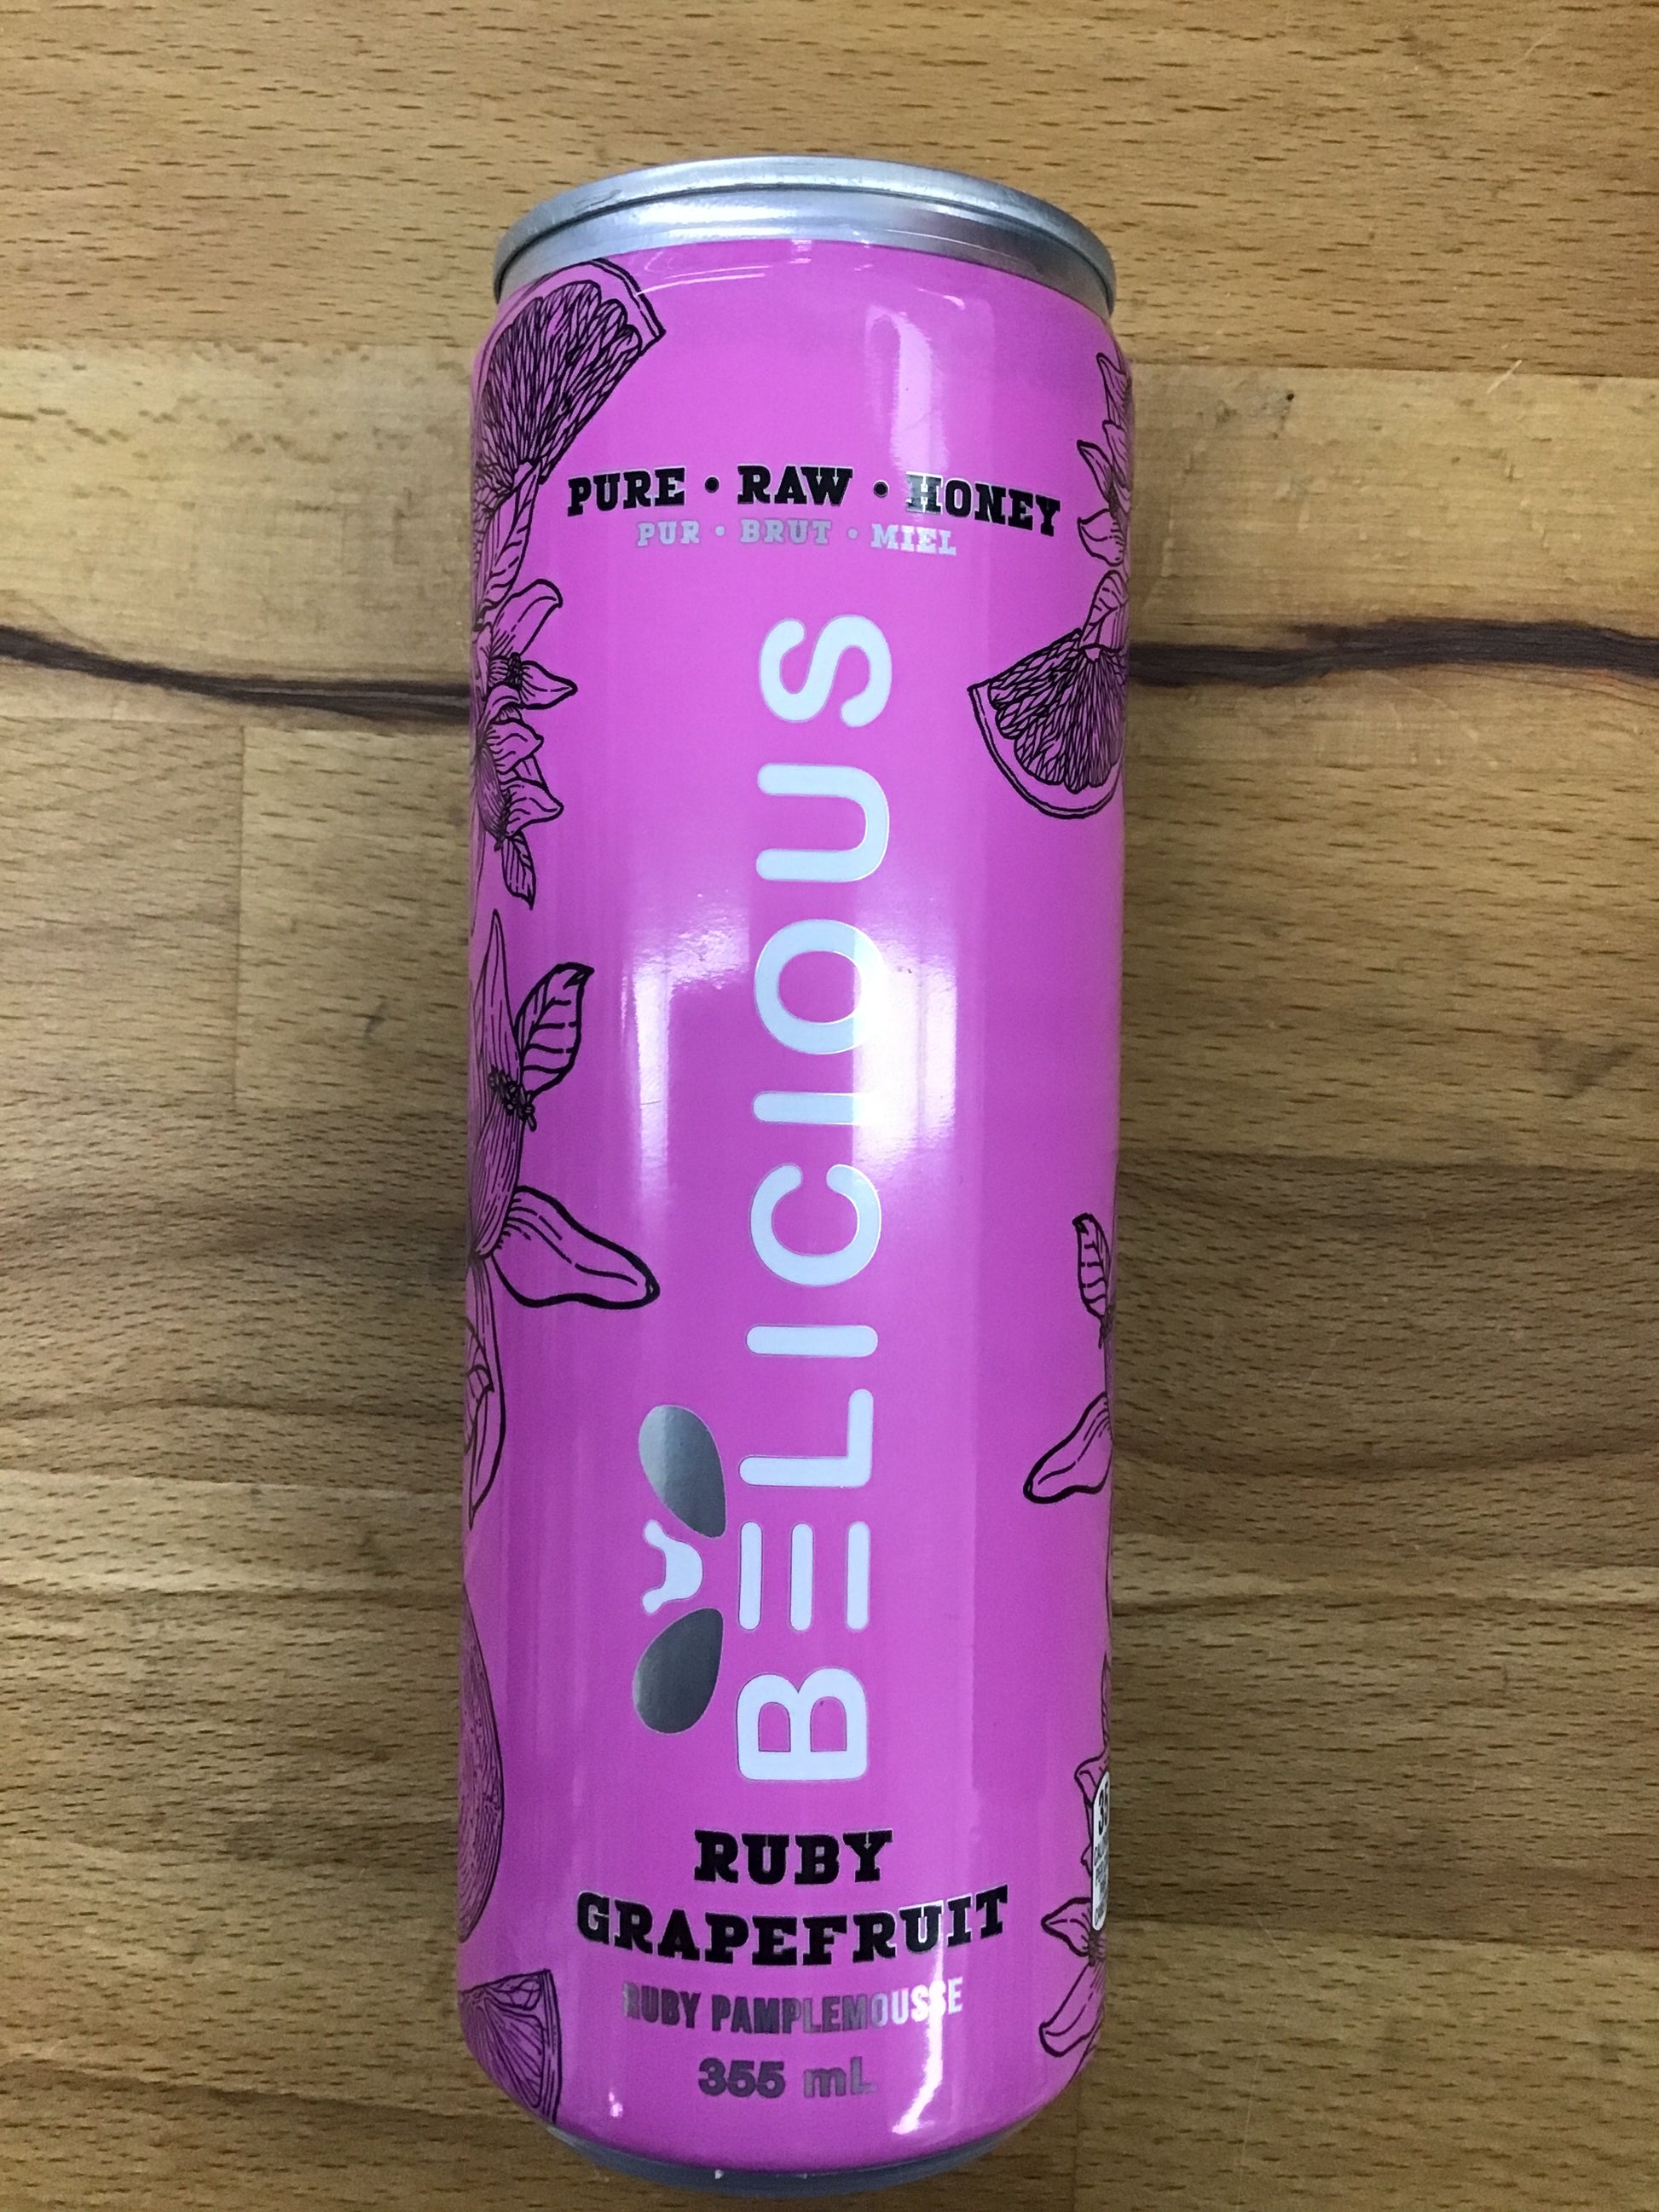 PURE • RAW • HONEY
PUR • BRUT • MIEL
BELICIOUS
RUBY
GRAPEFRUIT
RUBY PAMPLEMOUSSE
355 mL